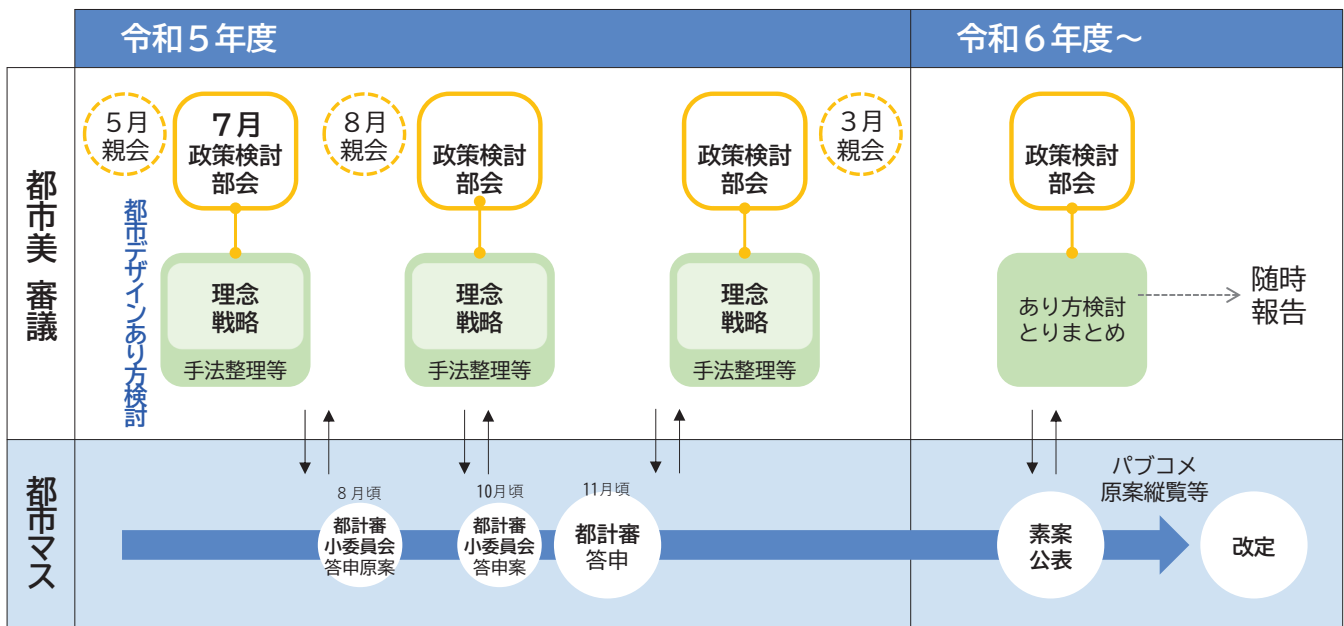 令和５年度
令和６年度～
都市美 審議
５月
親会
７月
政策検討
部会
８月
親会
政策検討
部会
政策検討
部会
３月
親会
政策検討
部会
都市デザインあり方検討
理念
戦略
手法整理等
理念
戦略
手法整理等
理念
戦略
手法整理等
あり方検討
とりまとめ
随時
報告
都市マス
８月頃
都計審
小委員会
答申原案
10月頃
都計審
小委員会
答申案
11月頃
都計審
答申
素案
公表
パブコメ
原案縦覧等
改定